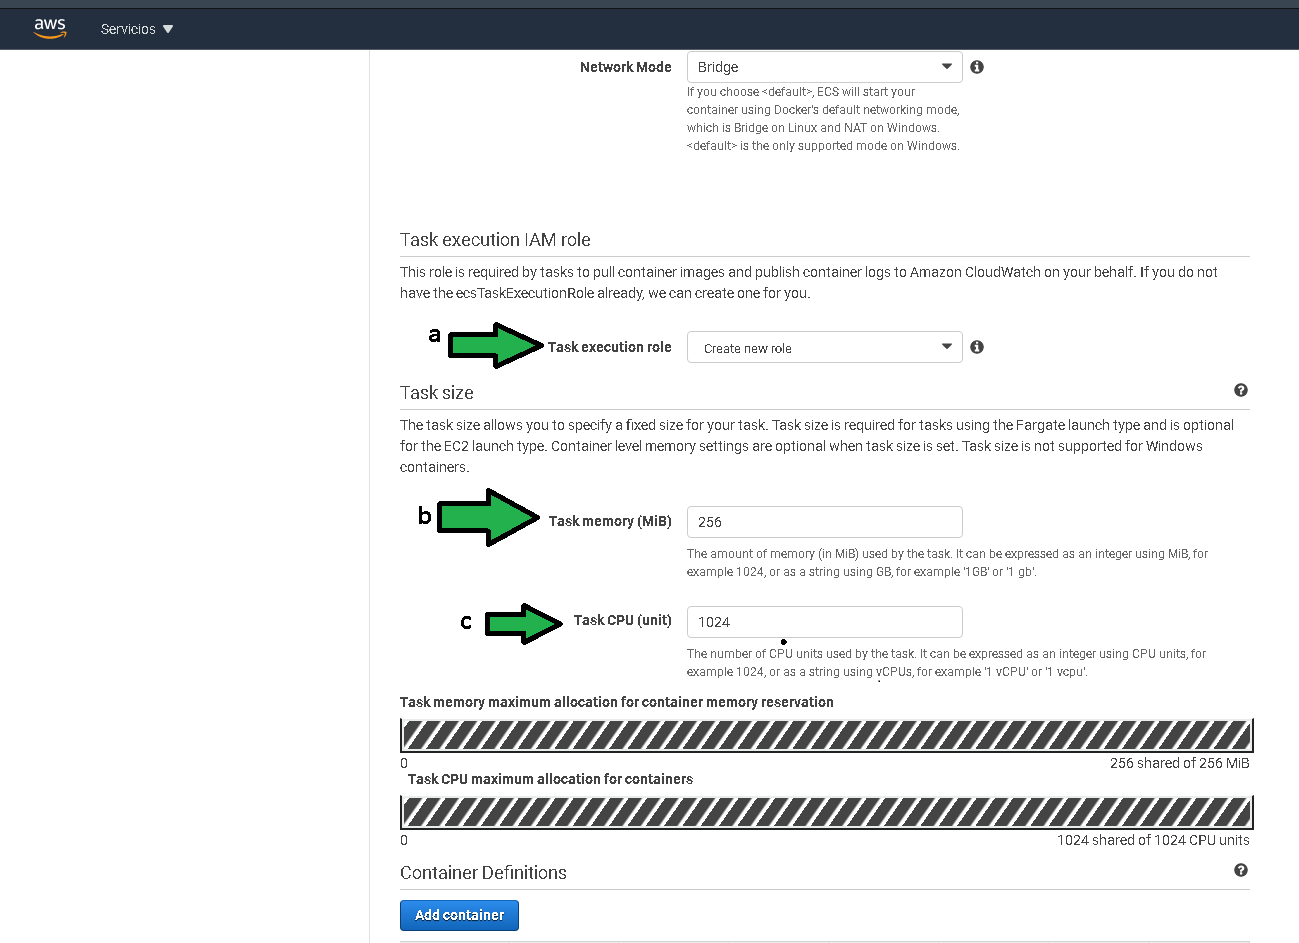 aws Servicios
Network Mode Bridge
If you choose <default>, ECS will start your
container using Docker's default networking mode,
which is Bridge on Linux and NAT on Windows.
<default> is the only supported mode on Windows.
Task execution IAM role
This role is required by tasks to pull container images and publish container logs to Amazon CloudWatch on your behalf. If you do not
have the ecsTaskExecutionRole already, we can create one for you.
a Task execution role Create new role
Task size
The task size allows you to specify a fixed size for your task. Task size is required for tasks using the Fargate launch type and is optional
for the EC2 launch type. Container level memory settings are optional when task size is set. Task size is not supported for Windows
containers.
b Task memory (MiB) 256
The amount of memory (in MiB) used by the task. It can be expressed as an integer using MiB, for
example 1024, or as a string using GB, for example '1GB' or '1 gb'.
c Task CPU (unit) 1024
The number of CPU units used by the task. It can be expressed as an integer using CPU units, for
example 1024, or as a string using vCPUs, for example '1 vCPU' or '1 vcpu'.
Task memory maximum allocation for container memory reservation
0 256 shared of 256 MiB
Task CPU maximum allocation for containers
0 1024 shared of 1024 CPU units
Container Definitions
Add container